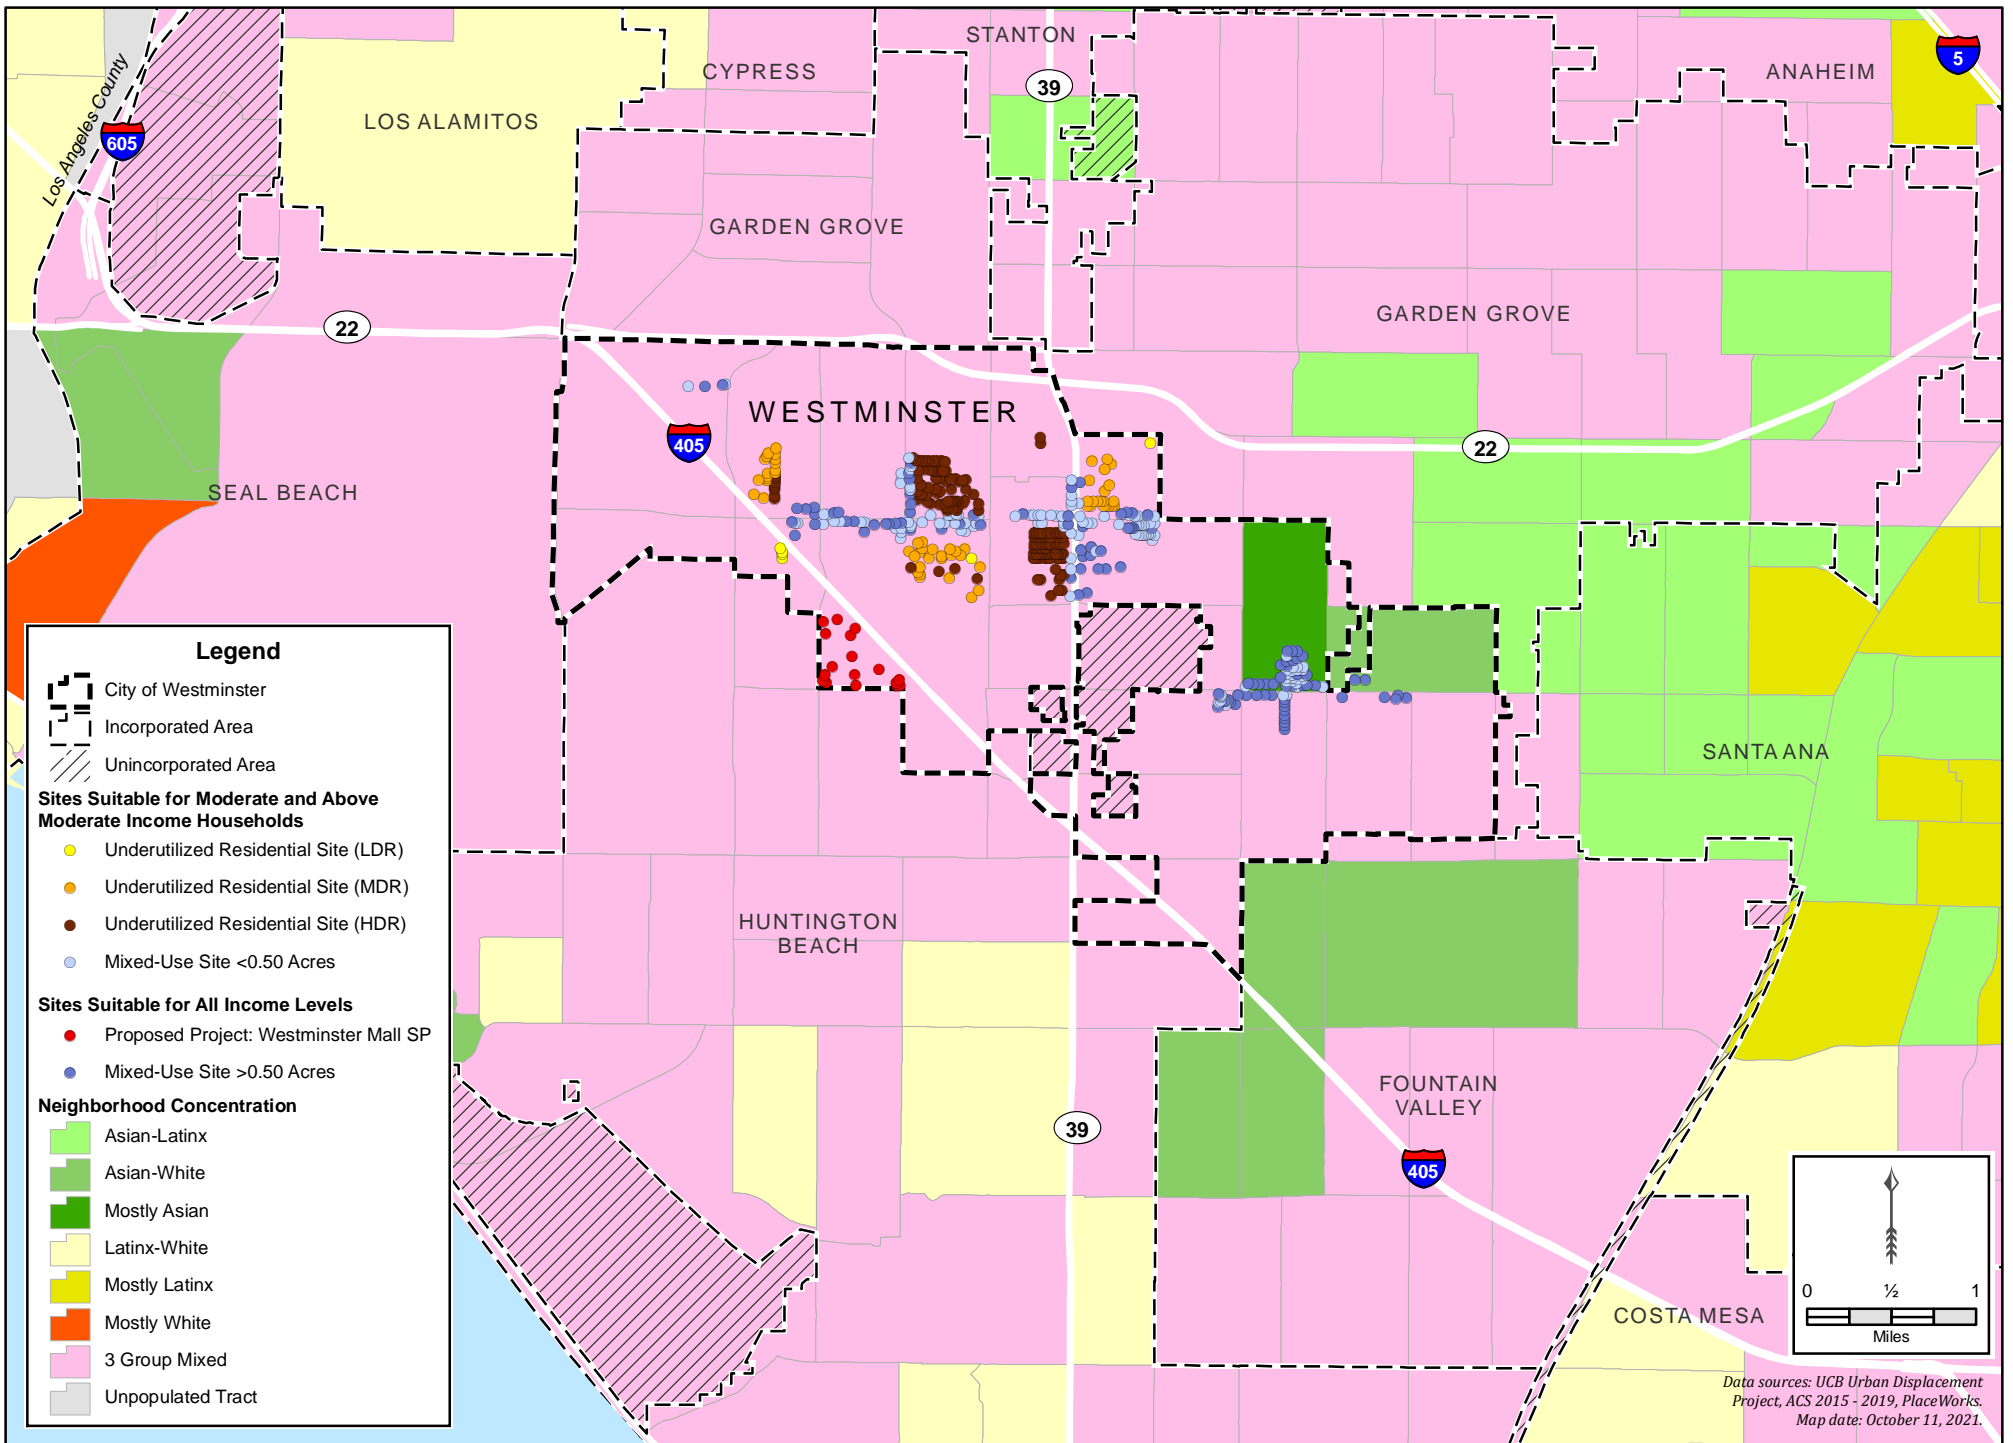 STANTON
CYPRESS
39
ANAHEIM
5
LOS ALAMITOS
Los Angeles County
605
GARDEN GROVE
GARDEN GROVE
22
WESTMINSTER
405
22
SEAL BEACH
SANTA ANA
HUNTINGTON
BEACH
FOUNTAIN
VALLEY
39
405
COSTA MESA
Legend
City of Westminster
Incorporated Area
Unincorporated Area
Sites Suitable for Moderate and Above
Moderate Income Households
Underutilized Residential Site (LDR)
Underutilized Residential Site (MDR)
Underutilized Residential Site (HDR)
Mixed-Use Site <0.50 Acres
Sites Suitable for All Income Levels
Proposed Project: Westminster Mall SP
Mixed-Use Site >0.50 Acres
Neighborhood Concentration
Asian-Latinx
Asian-White
Mostly Asian
Latinx-White
Mostly Latinx
Mostly White
3 Group Mixed
Unpopulated Tract
0 ½ 1
Miles
Data sources: UCB Urban Displacement
Project, ACS 2015 - 2019, PlaceWorks.
Map date: October 11, 2021.